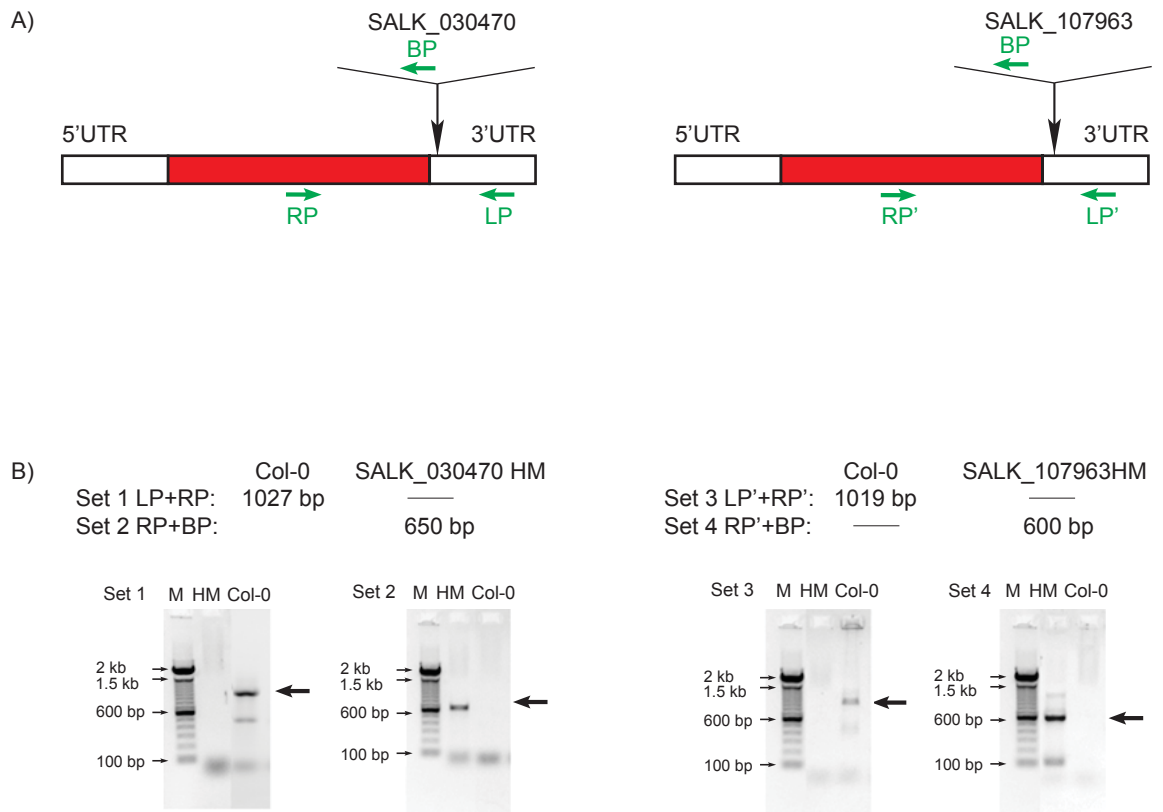 A)
SALK_030470
BP
5'UTR
3'UTR
RP
LP
SALK_107963
BP
5'UTR
3'UTR
RP'
LP'
B)
Col-0 SALK_030470 HM
Set 1 LP+RP: 1027 bp
Set 2 RP+BP: 650 bp
Col-0 SALK_107963HM
Set 3 LP'+RP': 1019 bp
Set 4 RP'+BP: 600 bp
Set 1 M HM Col-0
2 kb
1.5 kb
600 bp
100 bp
Set 2 M HM Col-0
2 kb
1.5 kb
600 bp
100 bp
Set 3 M HM Col-0
2 kb
1.5 kb
600 bp
100 bp
Set 4 M HM Col-0
2 kb
1.5 kb
600 bp
100 bp